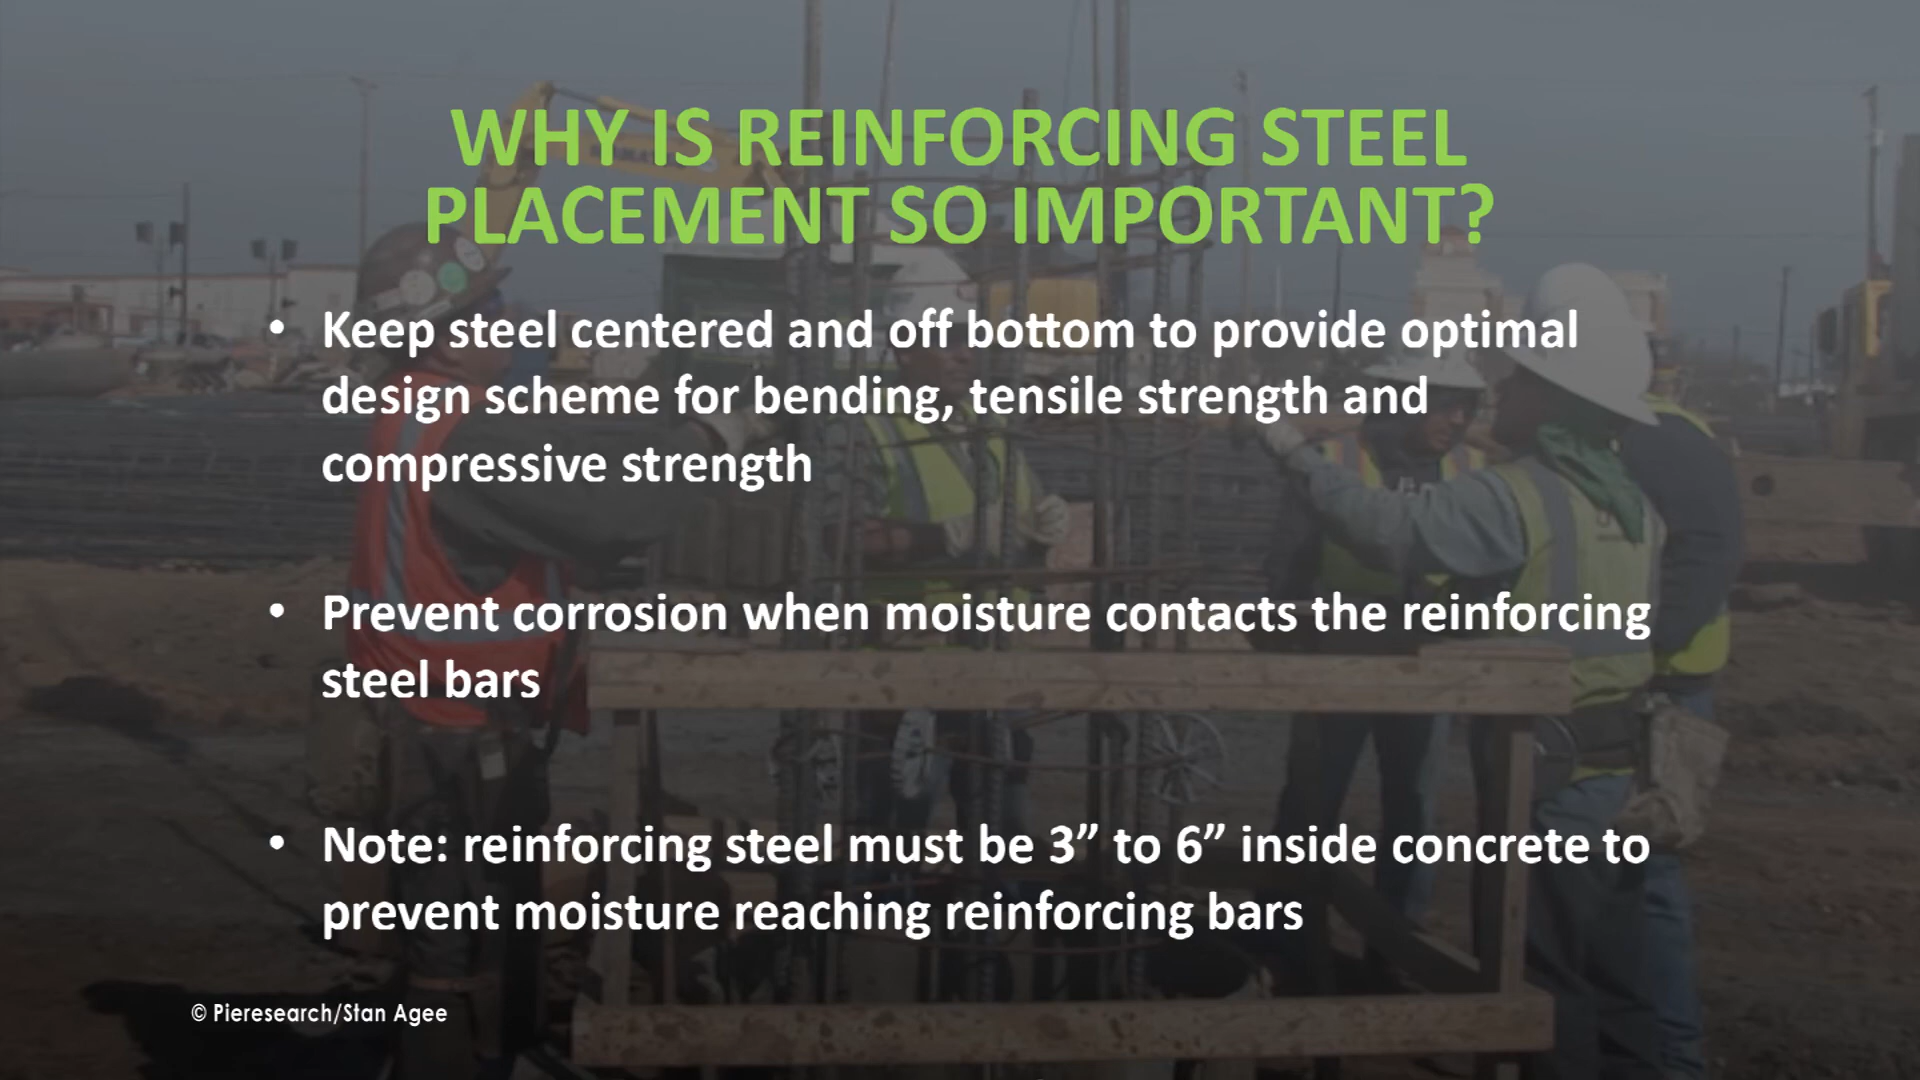 WHY IS REINFORCING STEEL
PLACEMENT SO IMPORTANT?
• Keep steel centered and off bottom to provide optimal
design scheme for bending, tensile strength and
compressive strength
• Prevent corrosion when moisture contacts the reinforcing
steel bars
• Note: reinforcing steel must be 3” to 6” inside concrete to
prevent moisture reaching reinforcing bars
© Pieresearch/Stan Agee